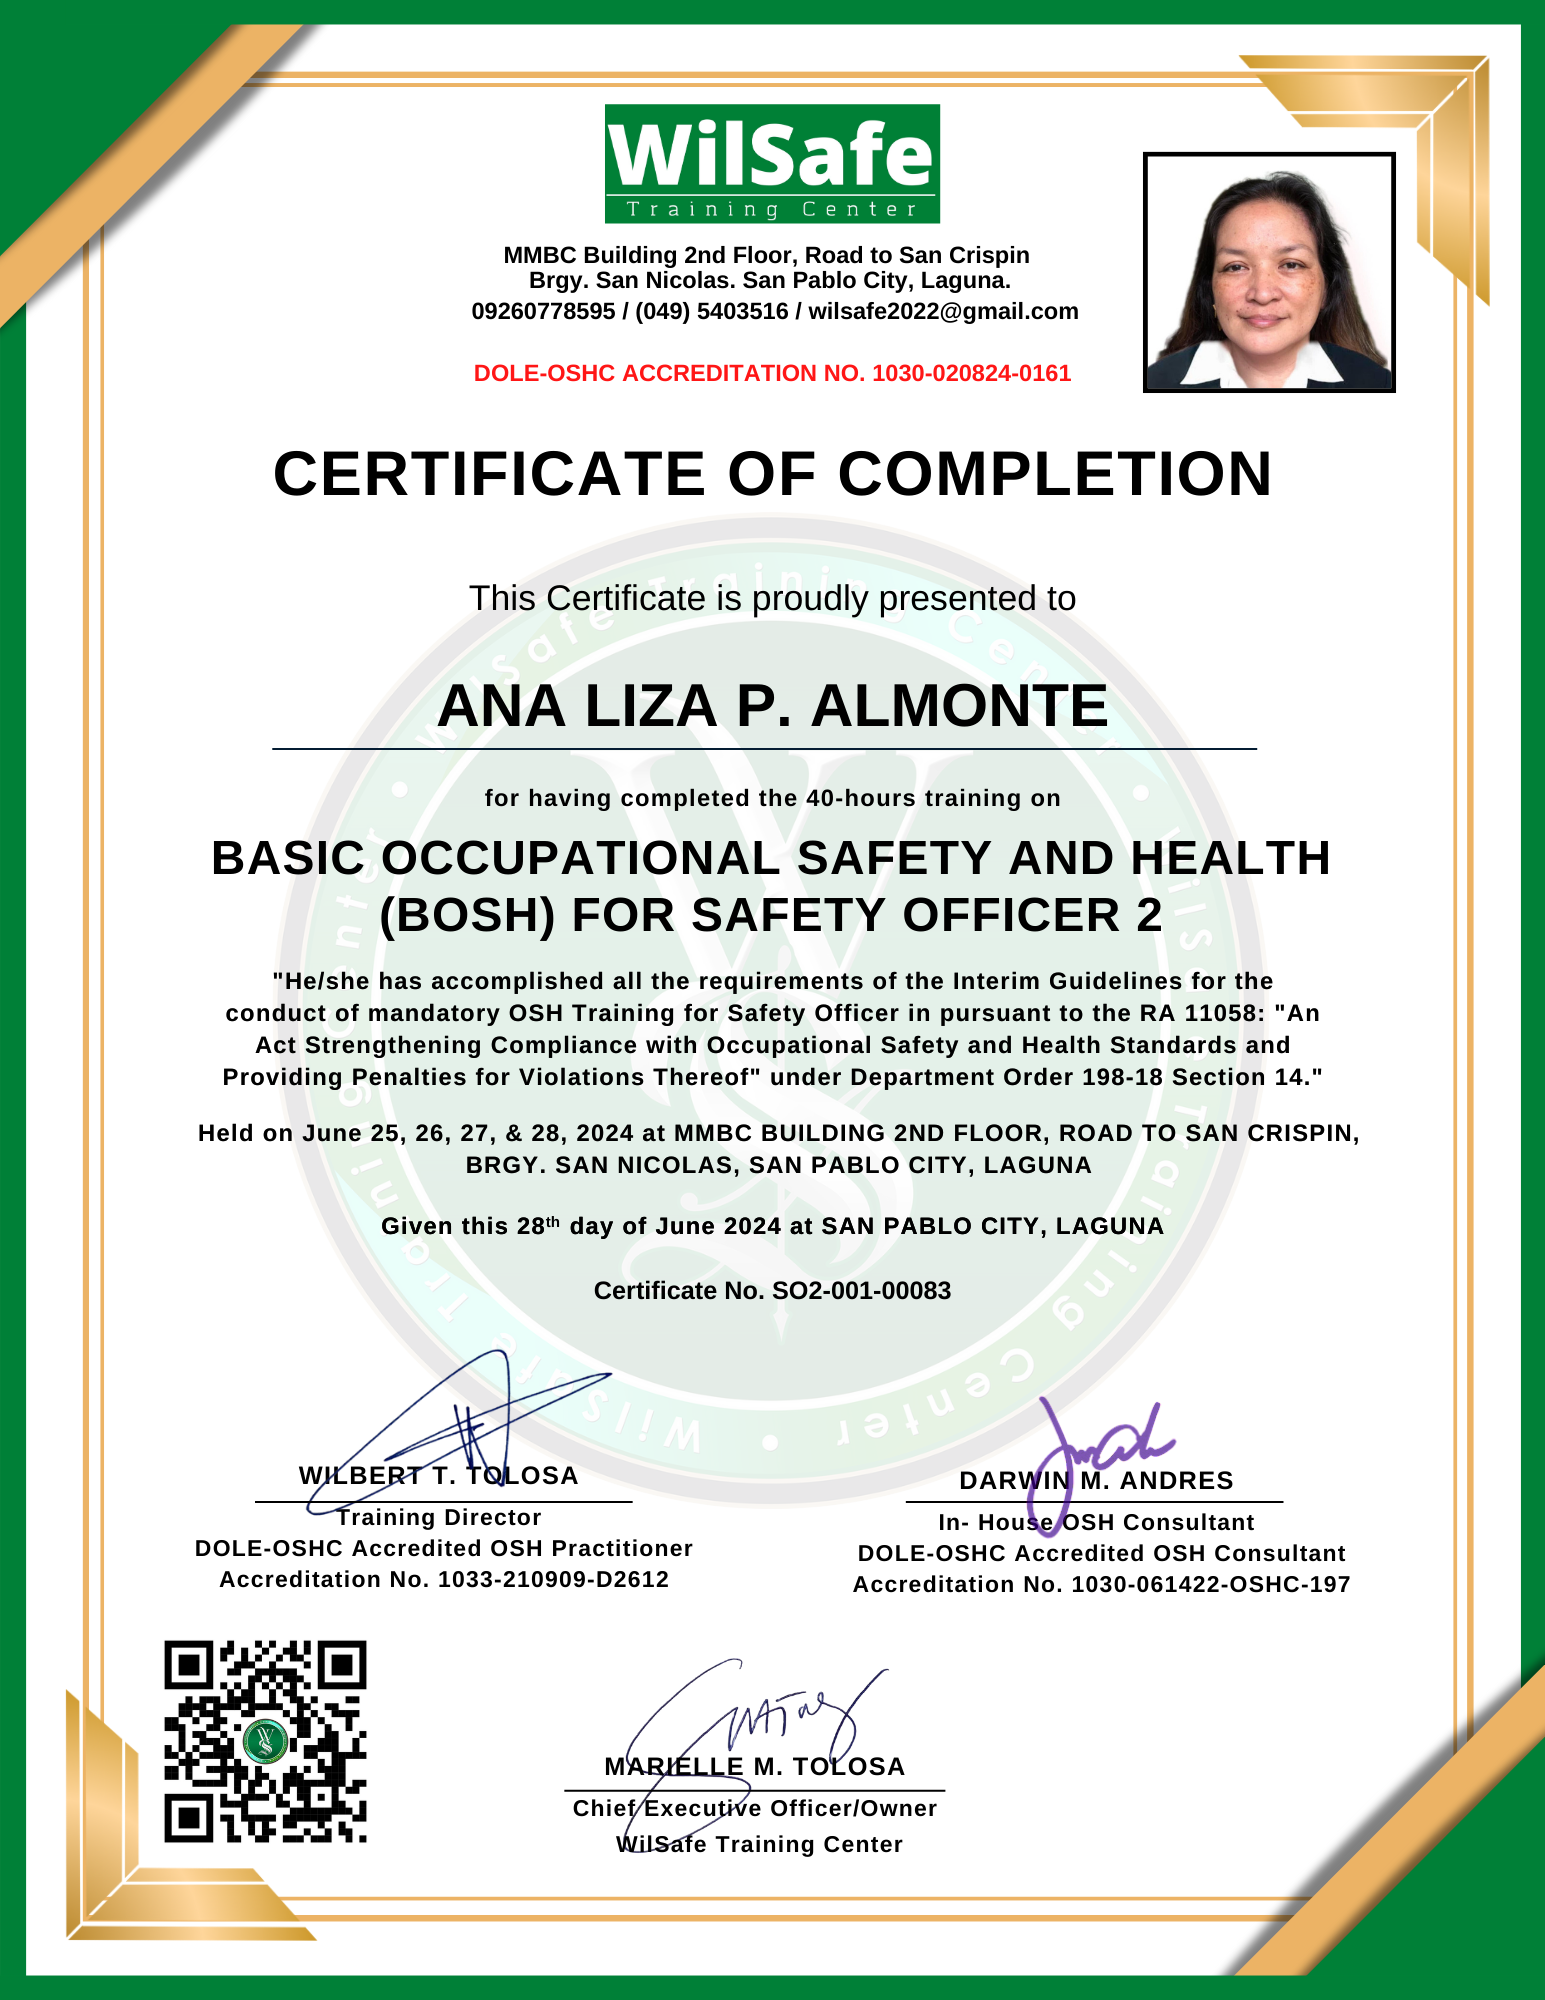 WilSafe
Training Center
MMBC Building 2nd Floor, Road to San Crispin
Brgy. San Nicolas. San Pablo City, Laguna.
09260778595 / (049) 5403516 / wilsafe2022@gmail.com
DOLE-OSHC ACCREDITATION NO. 1030-020824-0161
CERTIFICATE OF COMPLETION
This Certificate is proudly presented to
ANA LIZA P. ALMONTE
for having completed the 40-hours training on
BASIC OCCUPATIONAL SAFETY AND HEALTH
(BOSH) FOR SAFETY OFFICER 2
"He/she has accomplished all the requirements of the Interim Guidelines for the
conduct of mandatory OSH Training for Safety Officer in pursuant to the RA 11058: "An
Act Strengthening Compliance with Occupational Safety and Health Standards and
Providing Penalties for Violations Thereof" under Department Order 198-18 Section 14."
Held on June 25, 26, 27, & 28, 2024 at MMBC BUILDING 2ND FLOOR, ROAD TO SAN CRISPIN,
BRGY. SAN NICOLAS, SAN PABLO CITY, LAGUNA
Given this 28th day of June 2024 at SAN PABLO CITY, LAGUNA
Certificate No. SO2-001-00083
WilSafe Training Center • WilSafe Training Center • WilSafe Training Center •
WILBERT T. TOLOSA
Training Director
DOLE-OSHC Accredited OSH Practitioner
Accreditation No. 1033-210909-D2612
DARWIN M. ANDRES
In- House OSH Consultant
DOLE-OSHC Accredited OSH Consultant
Accreditation No. 1030-061422-OSHC-197
MARIELLE M. TOLOSA
Chief Executive Officer/Owner
WilSafe Training Center